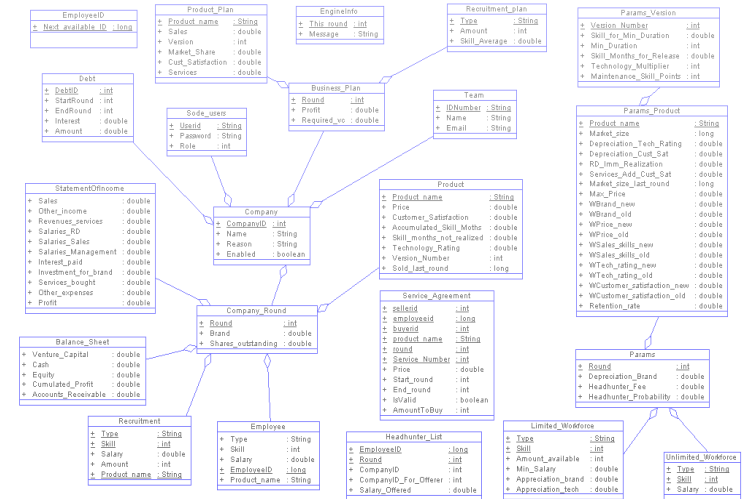 EmployeeID
+ Next_available_ID : long
Product_Plan
+ Product_name : String
+ Sales : double
+ Version : int
+ Market_Share : double
+ Cust_Satisfaction : double
+ Services : double
EngineInfo
+ This_round : int
+ Message : String
Recruitment_plan
+ Type : String
+ Amount : int
+ Skill_Average : double
Params_Version
+ Version_Number : int
+ Skill_for_Min_Duration : double
+ Min_Duration : int
+ Skill_Months_for_Release : double
+ Technology_Multiplier : int
+ Maintenance_Skill_Points : int
Debt
+ DebtID : int
+ StartRound : int
+ EndRound : int
+ Interest : double
+ Amount : double
Sode_users
+ Userid : String
+ Password : String
+ Role : int
Business_Plan
+ Round : int
+ Profit : double
+ Required_vc : double
Team
+ IDNumber : String
+ Name : String
+ Email : String
Params_Product
+ Product_name : String
+ Market_size : long
+ Depreciation_Tech_Rating : double
+ Depreciation_Cust_Sat : double
+ RD_Imm_Realization : double
+ Services_Add_Cust_Sat : double
+ Market_size_last_round : long
+ Max_Price : double
+ WBrand_new : double
+ WBrand_old : double
+ WPrice_new : double
+ WPrice_old : double
+ WSales_skills_new : double
+ WSales_skills_old : double
+ WTech_rating_new : double
+ WTech_rating_old : double
+ WCustomer_satisfaction_new : double
+ WCustomer_satisfaction_old : double
+ Retention_rate : double
StatementOfIncome
+ Sales : double
+ Other_income : double
+ Revenues_services : double
+ Salaries_RD : double
+ Salaries_Sales : double
+ Salaries_Management : double
+ Interest_paid : double
+ Investment_for_brand : double
+ Services_bought : double
+ Other_expenses : double
+ Profit : double
Company
+ CompanyID : int
+ Name : String
+ Reason : String
+ Enabled : boolean
Product
+ Product_name : String
+ Price : double
+ Customer_Satisfaction : double
+ Accumulated_Skill_Moths : double
+ Skill_months_not_realized : double
+ Technology_Rating : double
+ Version_Number : int
+ Sold_last_round : long
Company_Round
+ Round : int
+ Brand : double
+ Shares_outstanding : double
Service_Agreement
+ sellerid : int
+ employeeid : long
+ buyerid : int
+ product_name : String
+ round : int
+ Service_Number : int
+ Price : double
+ Start_round : int
+ End_round : int
+ IsValid : boolean
+ AmountToBuy : int
Balance_Sheet
+ Venture_Capital : double
+ Cash : double
+ Equity : double
+ Cumulated_Profit : double
+ Accounts_Receivable : double
Params
+ Round : int
+ Depreciation_Brand : double
+ Headhunter_Fee : double
+ Headhunter_Probability : double
Recruitment
+ Type : String
+ Skill : int
+ Salary : double
+ Amount : int
+ Product_name : String
Employee
+ Type : String
+ Skill : int
+ Salary : double
+ EmployeeID : long
+ Product_name : String
Headhunter_List
+ EmployeeID : long
+ Round : int
+ CompanyID : int
+ CompanyID_For_Offerer : int
+ Salary_Offered : double
Limited_Workforce
+ Type : String
+ Skill : int
+ Amount_available : int
+ Min_Salary : double
+ Appreciation_brand : double
+ Appreciation_tech : double
Unlimited_Workforce
+ Type : String
+ Skill : int
+ Salary : double